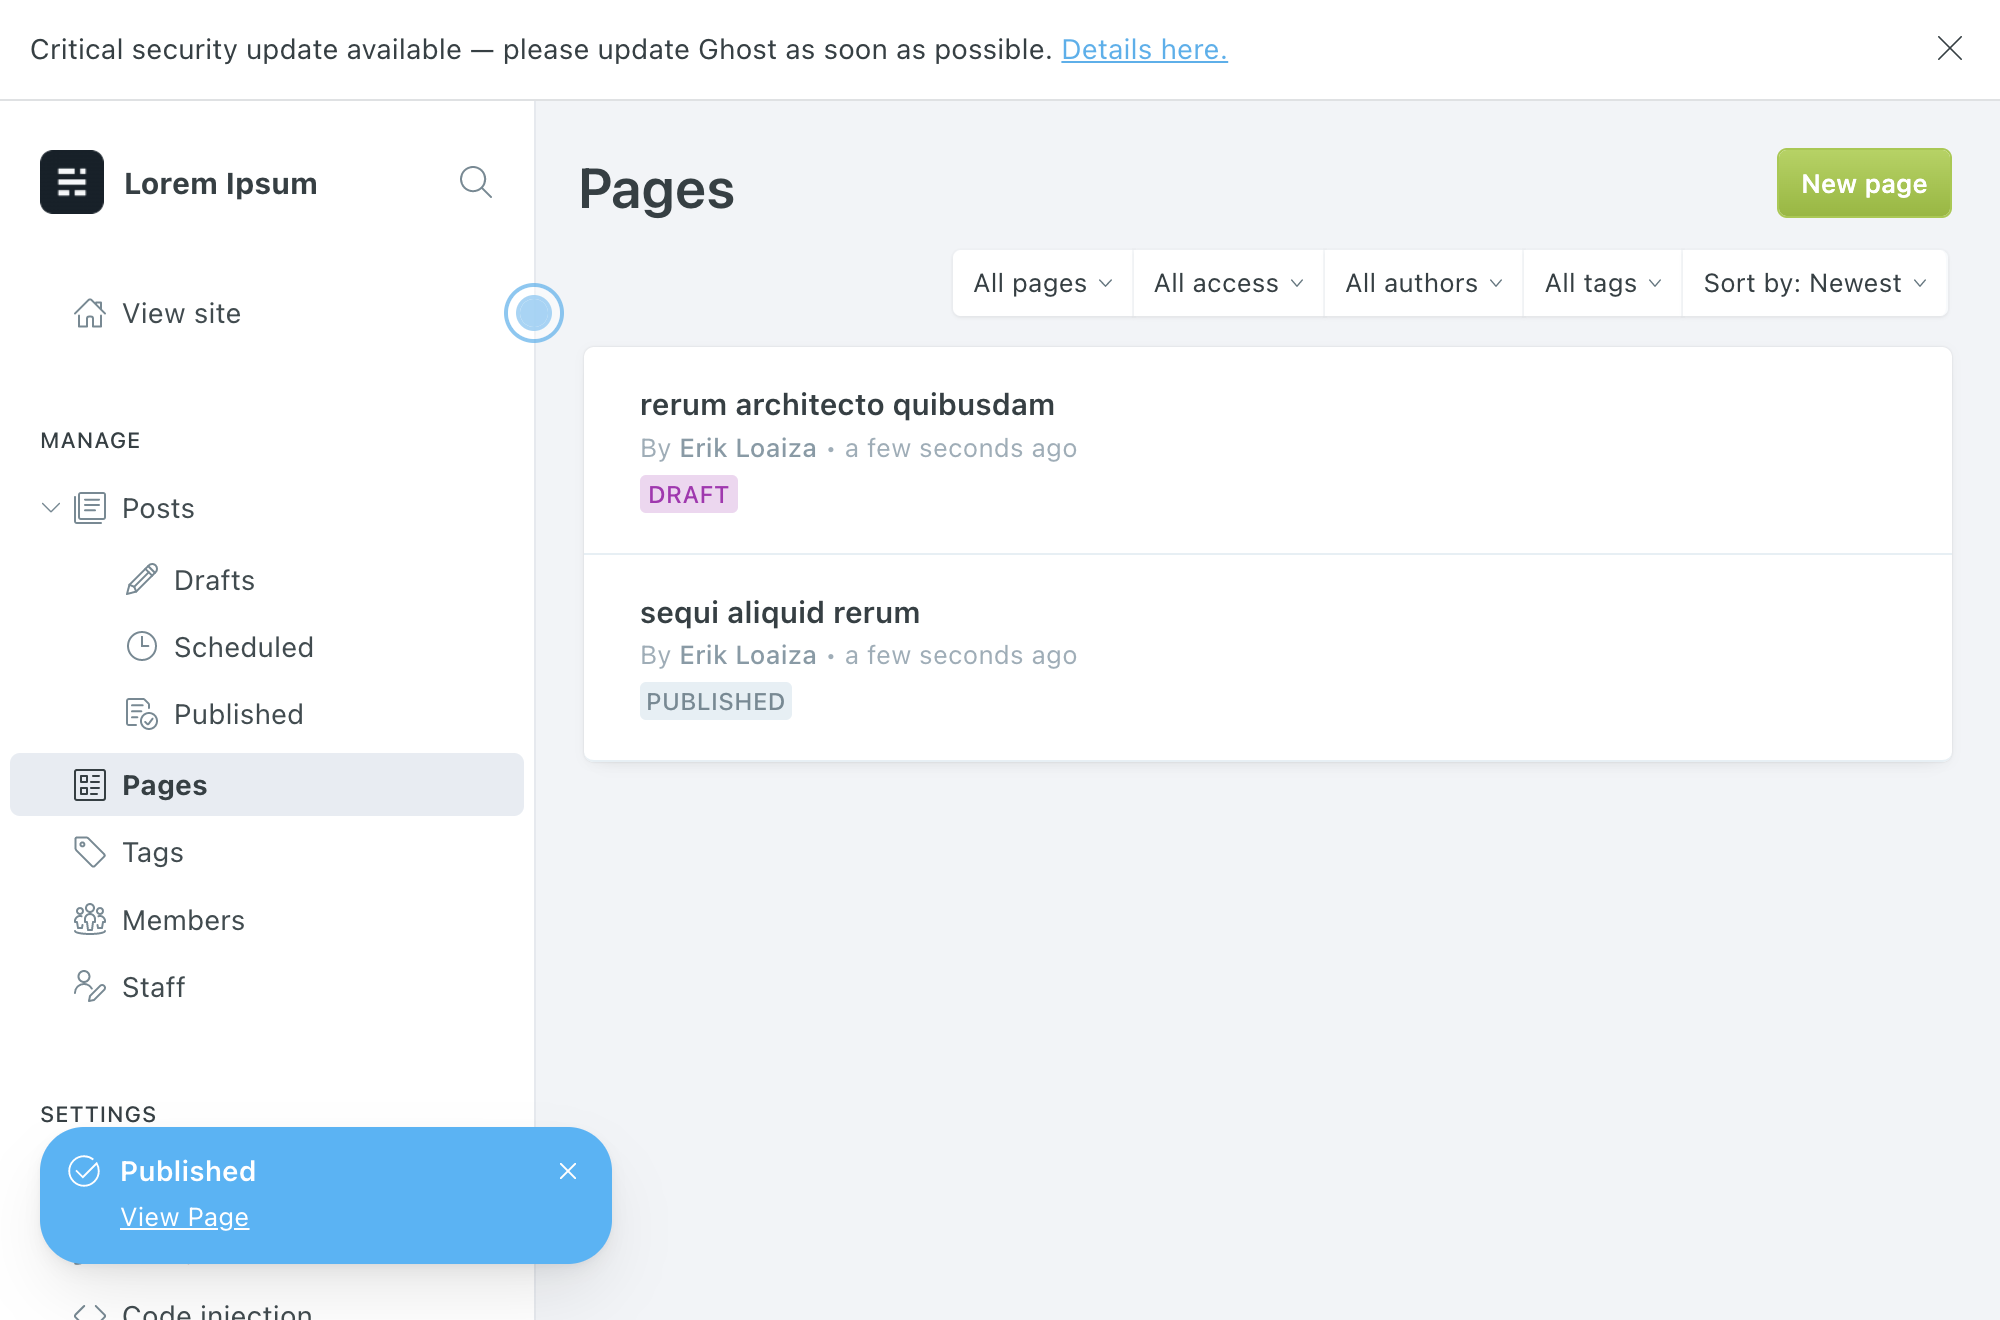 Critical security update available — please update Ghost as soon as possible. Details here.
Lorem Ipsum
View site
MANAGE
Posts
Drafts
Scheduled
Published
Pages
Tags
Members
Staff
SETTINGS
Published
View Page
Code injection
Pages
New page
All pages
All access
All authors
All tags
Sort by: Newest
rerum architecto quibusdam
By Erik Loaiza • a few seconds ago
DRAFT
sequi aliquid rerum
By Erik Loaiza • a few seconds ago
PUBLISHED